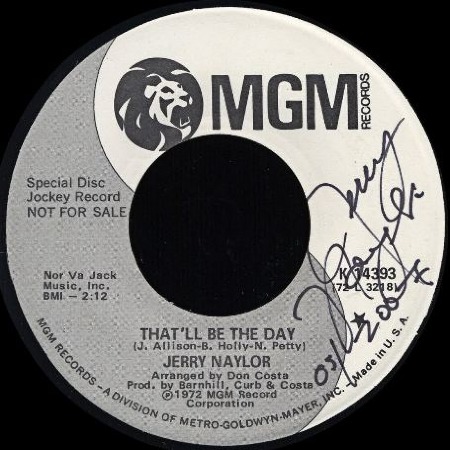 MGM RECORDS
Special Disc
Jockey Record
NOT FOR SALE
Jerry
Naylor
K 14393
(72 L 3218)
Nor Va Jack
Music, Inc.
BMI - 2:12
THAT'LL BE THE DAY
(J. Allison-B. Holly-N. Petty)
JERRY NAYLOR
Arranged by Don Costa
Prod. by Barnhill, Curb & Costa
℗1972 MGM Record
Corporation
MGM RECORDS — A DIVISION OF METRO-GOLDWYN-MAYER, INC. — Made in U. S. A.